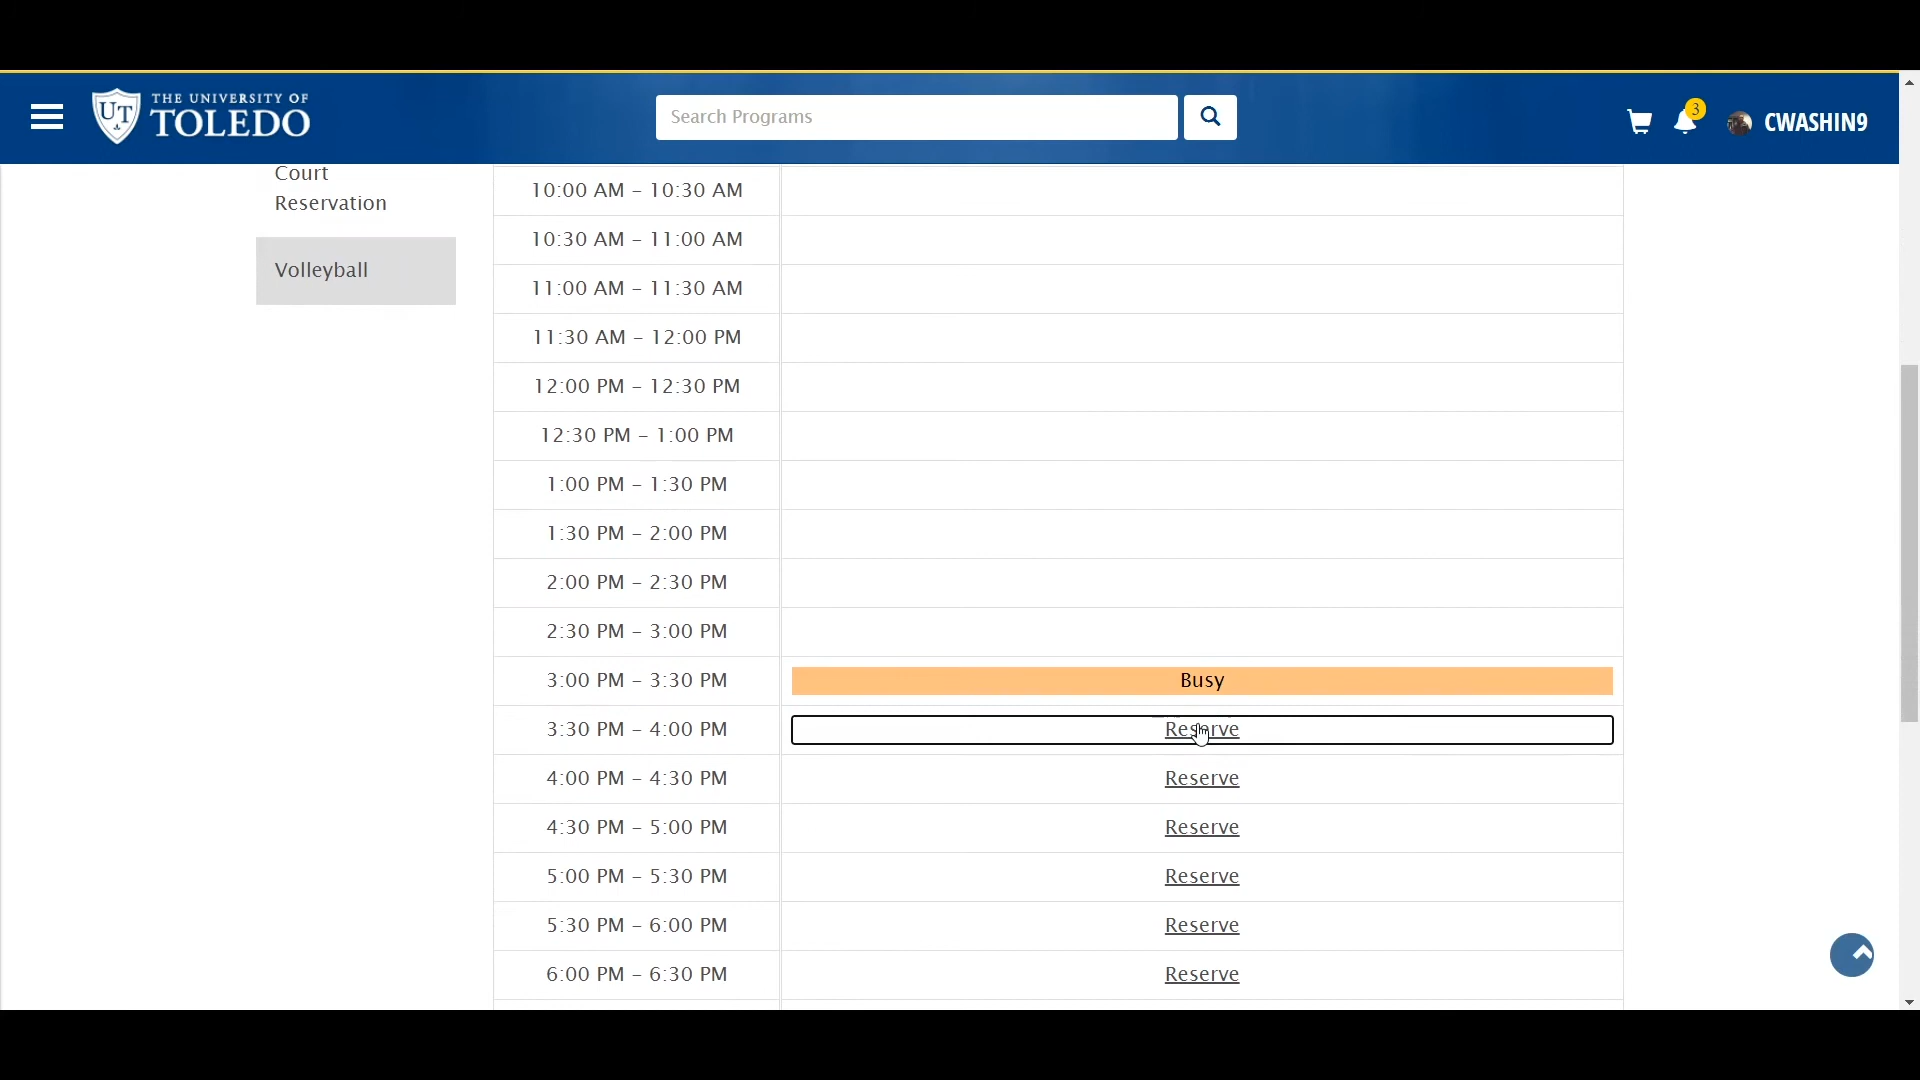 UT
THE UNIVERSITY OF
TOLEDO
Search Programs
3
CWASHIN9
Court
Reservation
Volleyball
10:00 AM - 10:30 AM
10:30 AM - 11:00 AM
11:00 AM - 11:30 AM
11:30 AM - 12:00 PM
12:00 PM - 12:30 PM
12:30 PM - 1:00 PM
1:00 PM - 1:30 PM
1:30 PM - 2:00 PM
2:00 PM - 2:30 PM
2:30 PM - 3:00 PM
3:00 PM - 3:30 PM Busy
3:30 PM - 4:00 PM Reserve
4:00 PM - 4:30 PM Reserve
4:30 PM - 5:00 PM Reserve
5:00 PM - 5:30 PM Reserve
5:30 PM - 6:00 PM Reserve
6:00 PM - 6:30 PM Reserve